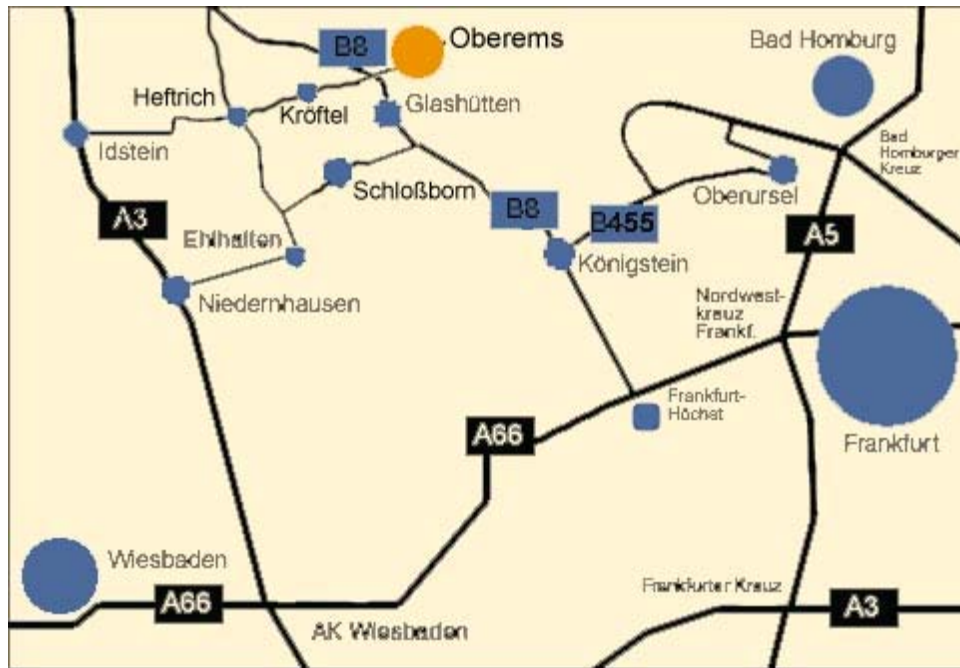 B8
Oberems
Bad Homburg
Heftrich
Kröftel
Glashütten
Idstein
Bad
Homburger
Kreuz
Schloßborn
Oberursel
A3
B8
B455
A5
Ehlhalten
Königstein
Niedernhausen
Nordwest-
kreuz
Frankf.
Frankfurt-
Höchst
A66
Frankfurt
Wiesbaden
A66
Frankfurter Kreuz
A3
AK Wiesbaden